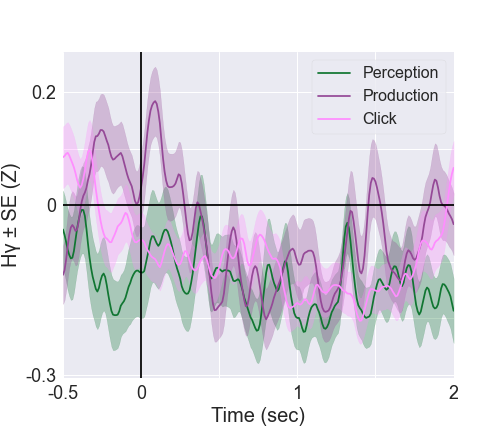 Perception
Production
Click
0.2
0
-0.3
Hγ ± SE (Z)
-0.5
0
1
2
Time (sec)